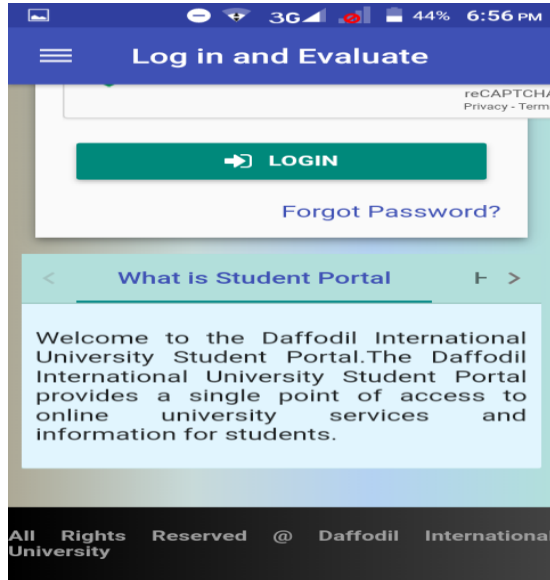 3G 44% 6:56 PM
Log in and Evaluate
reCAPTCHA
Privacy - Term
LOGIN
Forgot Password?
< What is Student Portal >
Welcome to the Daffodil International
University Student Portal.The Daffodil
International University Student Portal
provides a single point of access to
online university services and
information for students.
All Rights Reserved @ Daffodil International
University